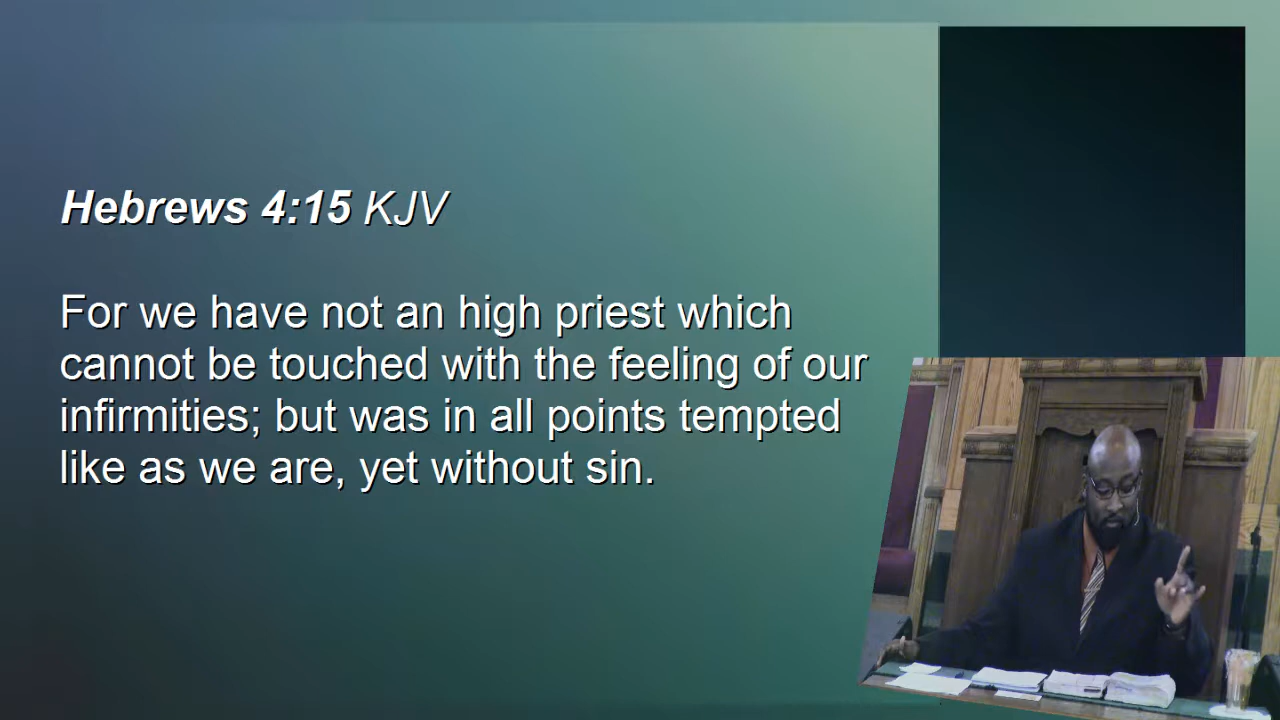 Hebrews 4:15 KJV
For we have not an high priest which
cannot be touched with the feeling of our
infirmities; but was in all points tempted
like as we are, yet without sin.